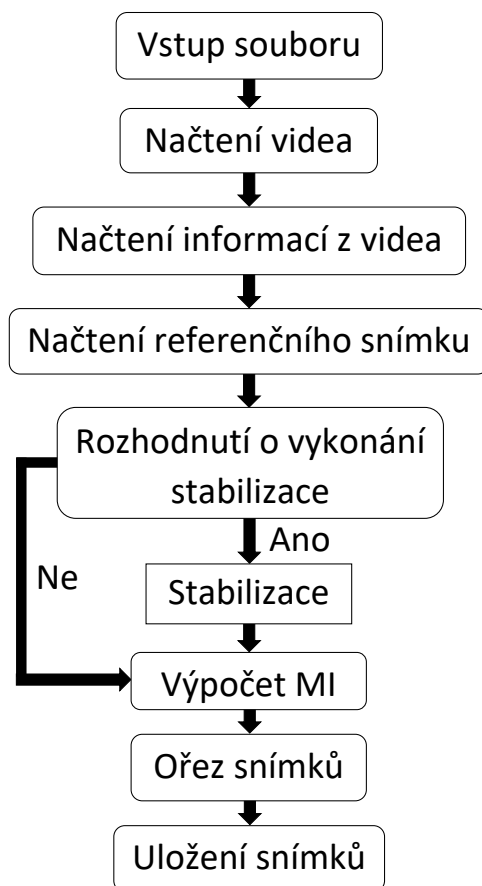 Vstup souboru
Načtení videa
Načtení informací z videa
Načtení referenčního snímku
Rozhodnutí o vykonání
stabilizace
Ano
Ne
Stabilizace
Výpočet MI
Ořez snímků
Uložení snímků